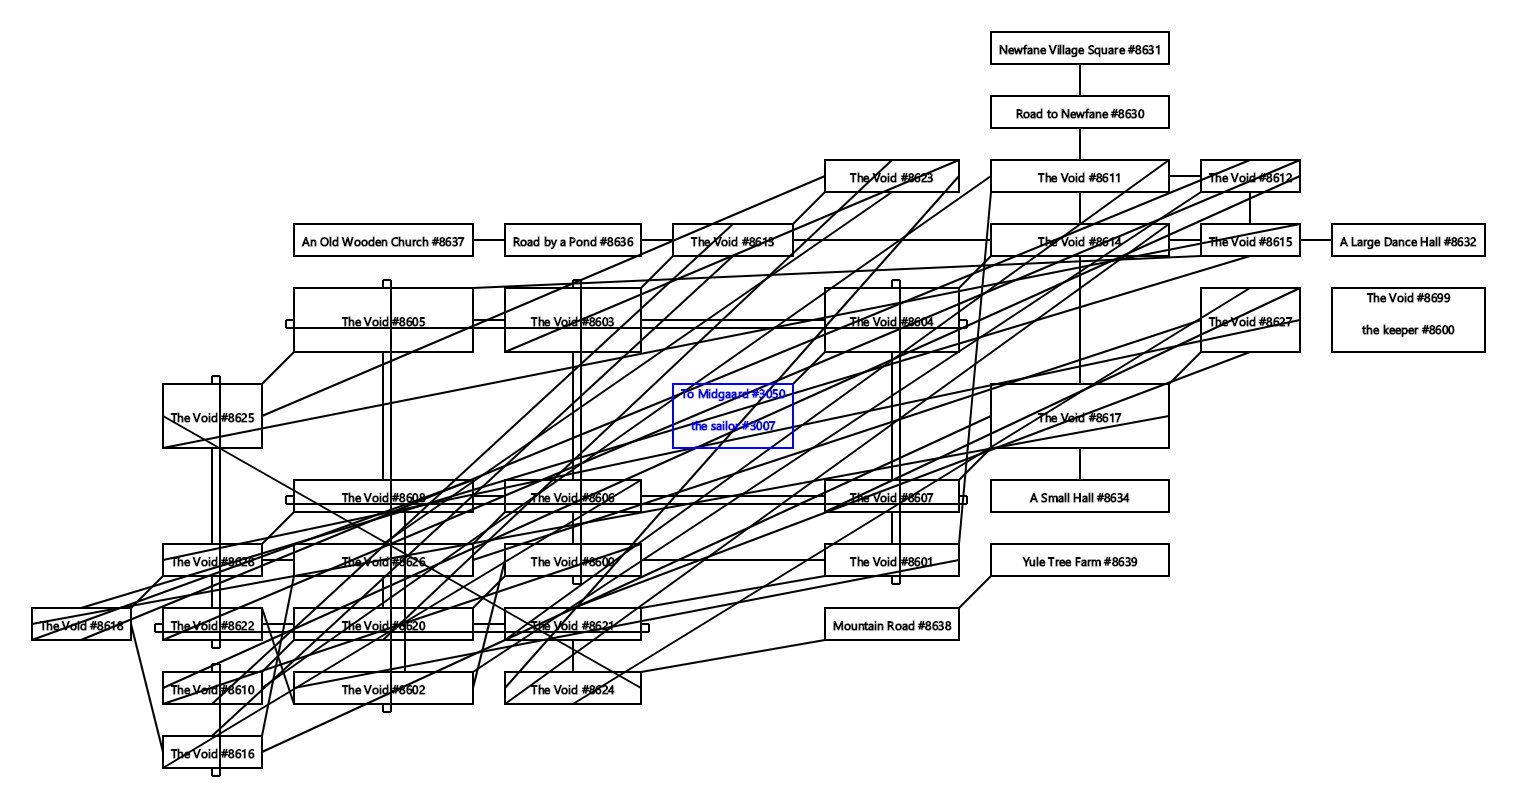 Newfane Village Square #8631
Road to Newfane #8630
The Void #8623
The Void #8611
The Void #8612
An Old Wooden Church #8637
Road by a Pond #8636
The Void #8613
The Void #8614
The Void #8615
A Large Dance Hall #8632
The Void #8605
The Void #8603
The Void #8604
The Void #8627
The Void #8699
the keeper #8600
The Void #8625
To Midgaard #3050
the sailor #3007
The Void #8617
The Void #8608
The Void #8606
The Void #8607
A Small Hall #8634
The Void #8628
The Void #8626
The Void #8600
The Void #8601
Yule Tree Farm #8639
The Void #8618
The Void #8622
The Void #8620
The Void #8621
Mountain Road #8638
The Void #8610
The Void #8602
The Void #8624
The Void #8616